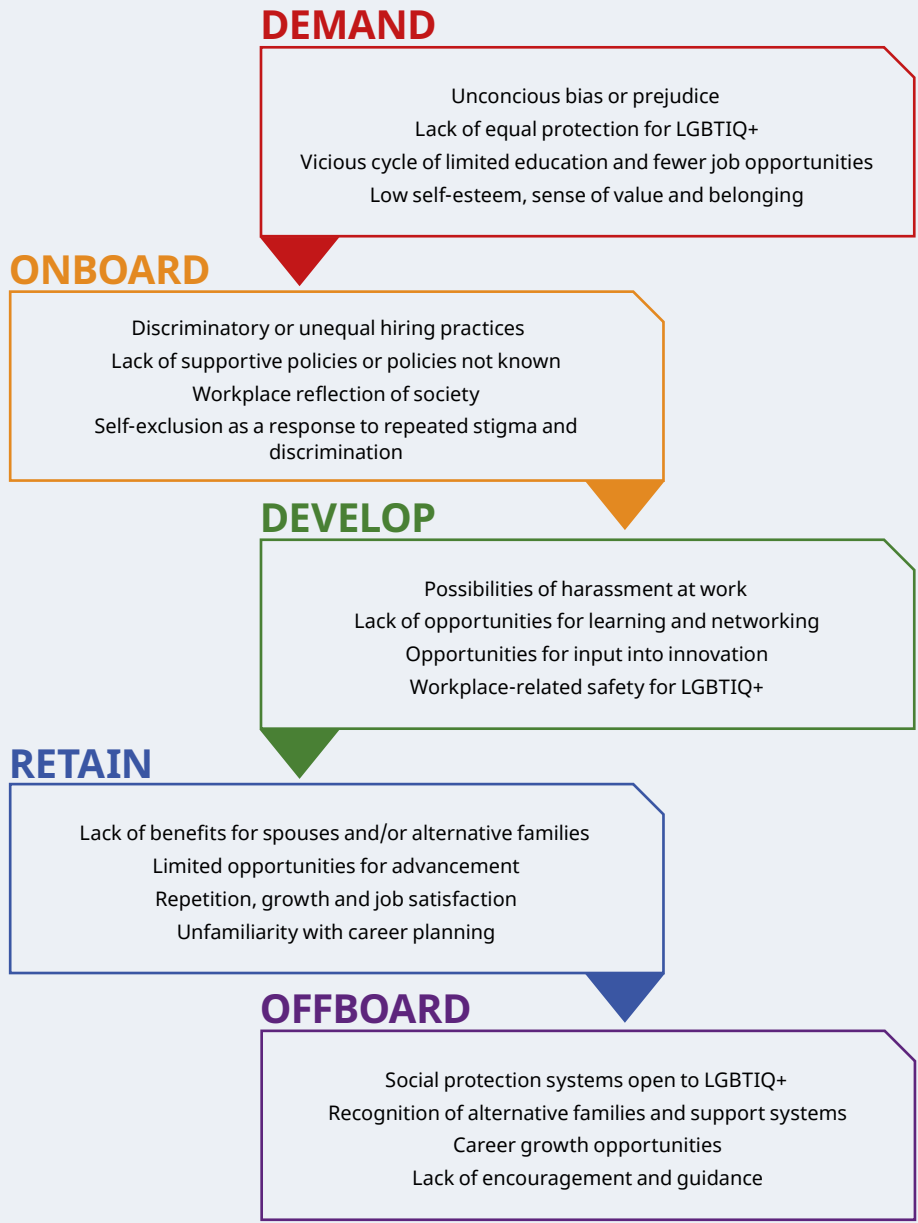 DEMAND
Unconcious bias or prejudice
Lack of equal protection for LGBTIQ+
Vicious cycle of limited education and fewer job opportunities
Low self-esteem, sense of value and belonging
ONBOARD
Discriminatory or unequal hiring practices
Lack of supportive policies or policies not known
Workplace reflection of society
Self-exclusion as a response to repeated stigma and
discrimination
DEVELOP
Possibilities of harassment at work
Lack of opportunities for learning and networking
Opportunities for input into innovation
Workplace-related safety for LGBTIQ+
RETAIN
Lack of benefits for spouses and/or alternative families
Limited opportunities for advancement
Repetition, growth and job satisfaction
Unfamiliarity with career planning
OFFBOARD
Social protection systems open to LGBTIQ+
Recognition of alternative families and support systems
Career growth opportunities
Lack of encouragement and guidance